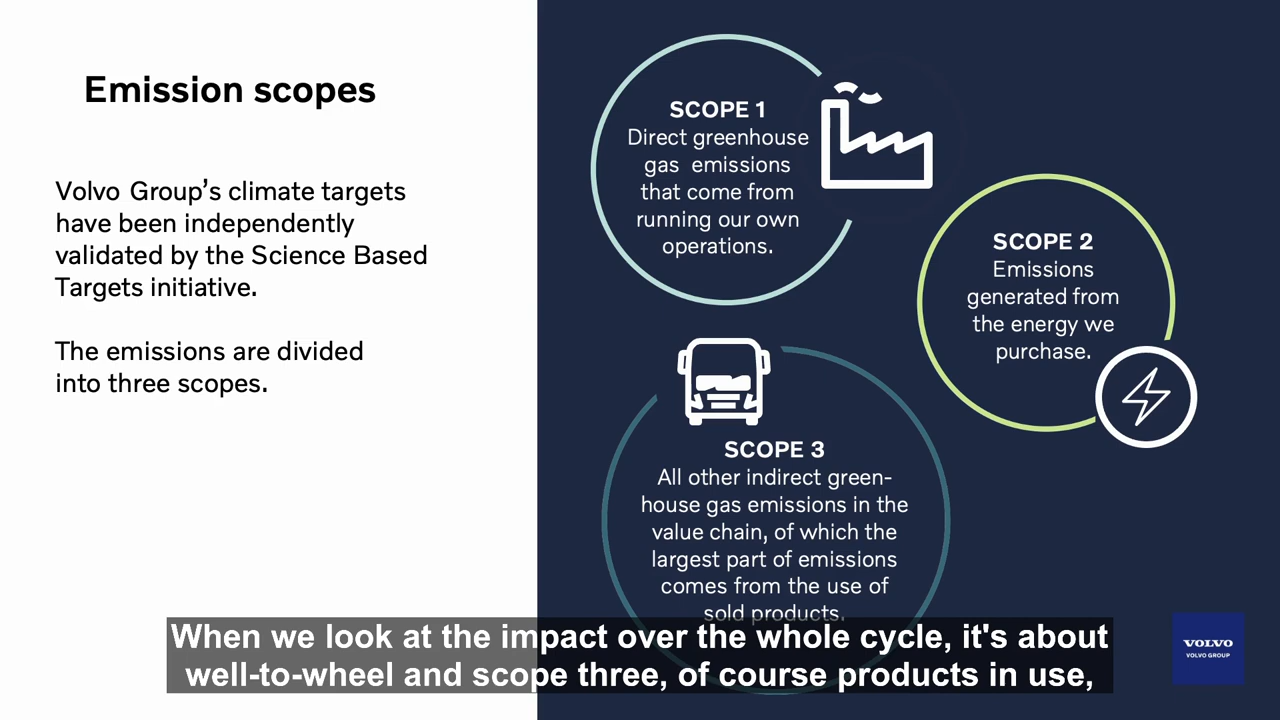 Emission scopes
Volvo Group's climate targets
have been independently
validated by the Science Based
Targets initiative.
The emissions are divided
into three scopes.
SCOPE 1
Direct greenhouse
gas emissions
that come from
running our own
operations.
SCOPE 2
Emissions
generated from
the energy we
purchase.
SCOPE 3
All other indirect green-
house gas emissions in the
value chain, of which the
largest part of emissions
comes from the use of
sold products.
When we look at the impact over the whole cycle, it's about
well-to-wheel and scope three, of course products in use,
VOLVO
VOLVO GROUP